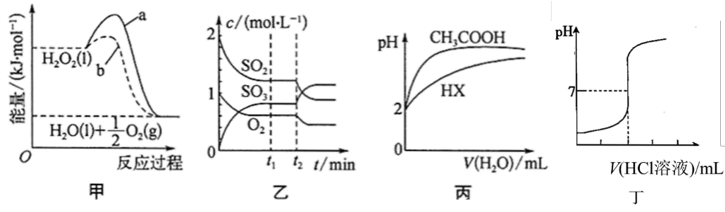 能量/(kJ·mol⁻¹)
a
H₂O₂(l)
b
H₂O(l)+½O₂(g)
O
反应过程
甲
c/(mol·L⁻¹)
2
SO₂
1
SO₃
O₂
0
t₁
t₂
t/min
乙
pH
CH₃COOH
HX
2
0
V(H₂O)/mL
丙
pH
7
V(HCl溶液)/mL
丁